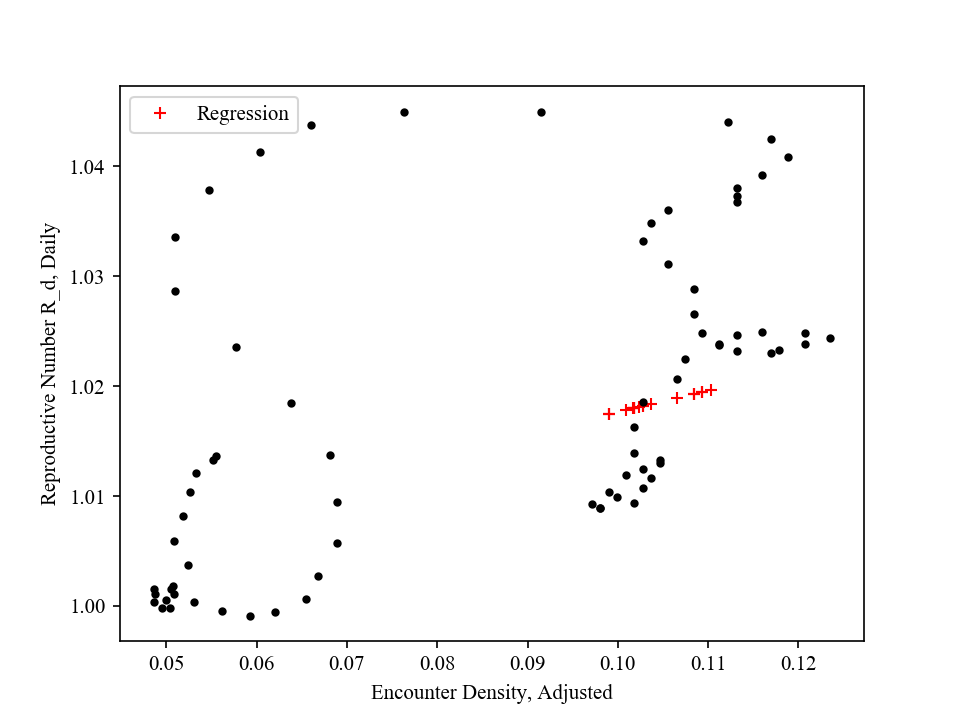 Regression
1.04
1.03
1.02
1.01
1.00
Reproductive Number R_d, Daily
0.05 0.06 0.07 0.08 0.09 0.10 0.11 0.12
Encounter Density, Adjusted